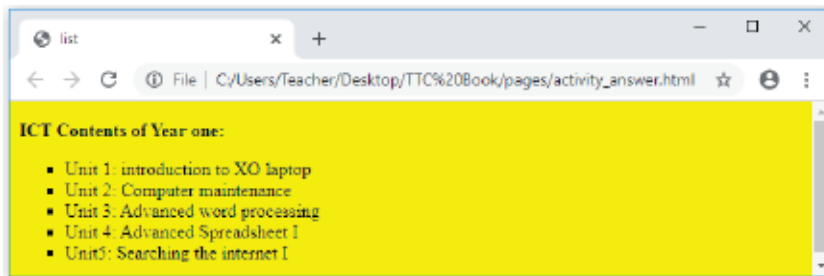 list
File | C:/Users/Teacher/Desktop/TTC%20Book/pages/activity_answer.html
ICT Contents of Year one:
Unit 1: introduction to XO laptop
Unit 2: Computer maintenance
Unit 3: Advanced word processing
Unit 4: Advanced Spreadsheet I
Unit5: Searching the internet I